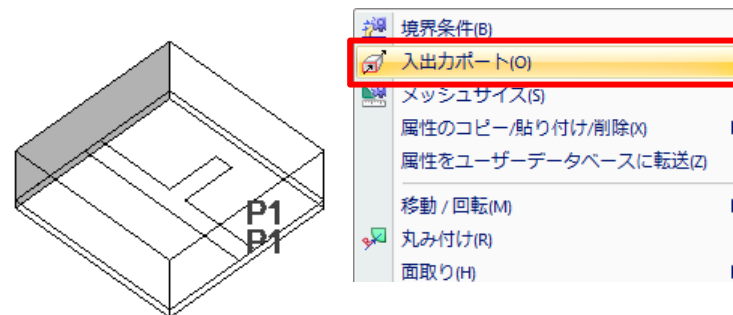 P1
P1
境界条件(B)
入出力ポート(O)
メッシュサイズ(S)
属性のコピー/貼り付け/削除(X)
属性をユーザーデータベースに転送(Z)
移動 / 回転(M)
丸み付け(R)
面取り(H)